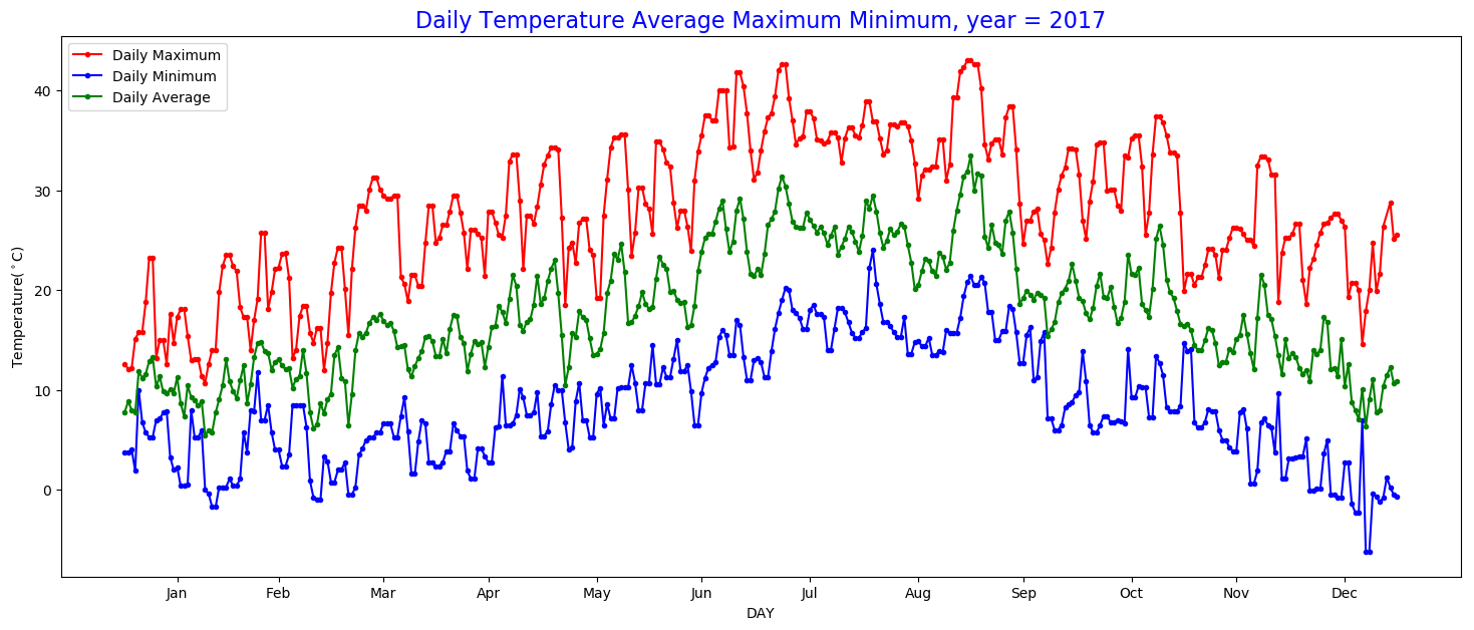 Daily Temperature Average Maximum Minimum, year = 2017
Daily Maximum
Daily Minimum
Daily Average
Temperature(°C)
40
30
20
10
0
Jan Feb Mar Apr May Jun Jul Aug Sep Oct Nov Dec
DAY